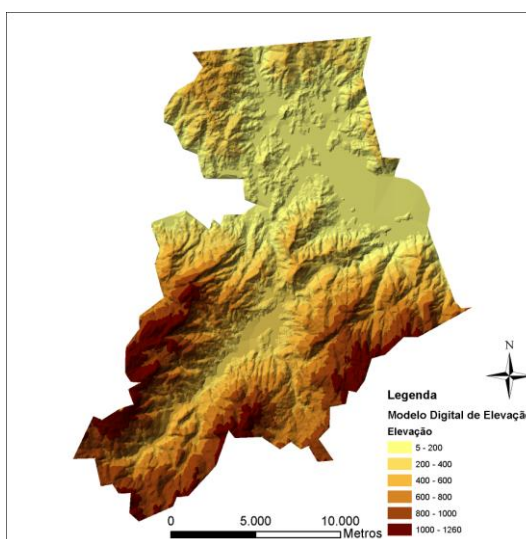 N
Legenda
Modelo Digital de Elevação
Elevação
5 - 200
200 - 400
400 - 600
600 - 800
800 - 1000
1000 - 1260
0 5.000 10.000
Metros